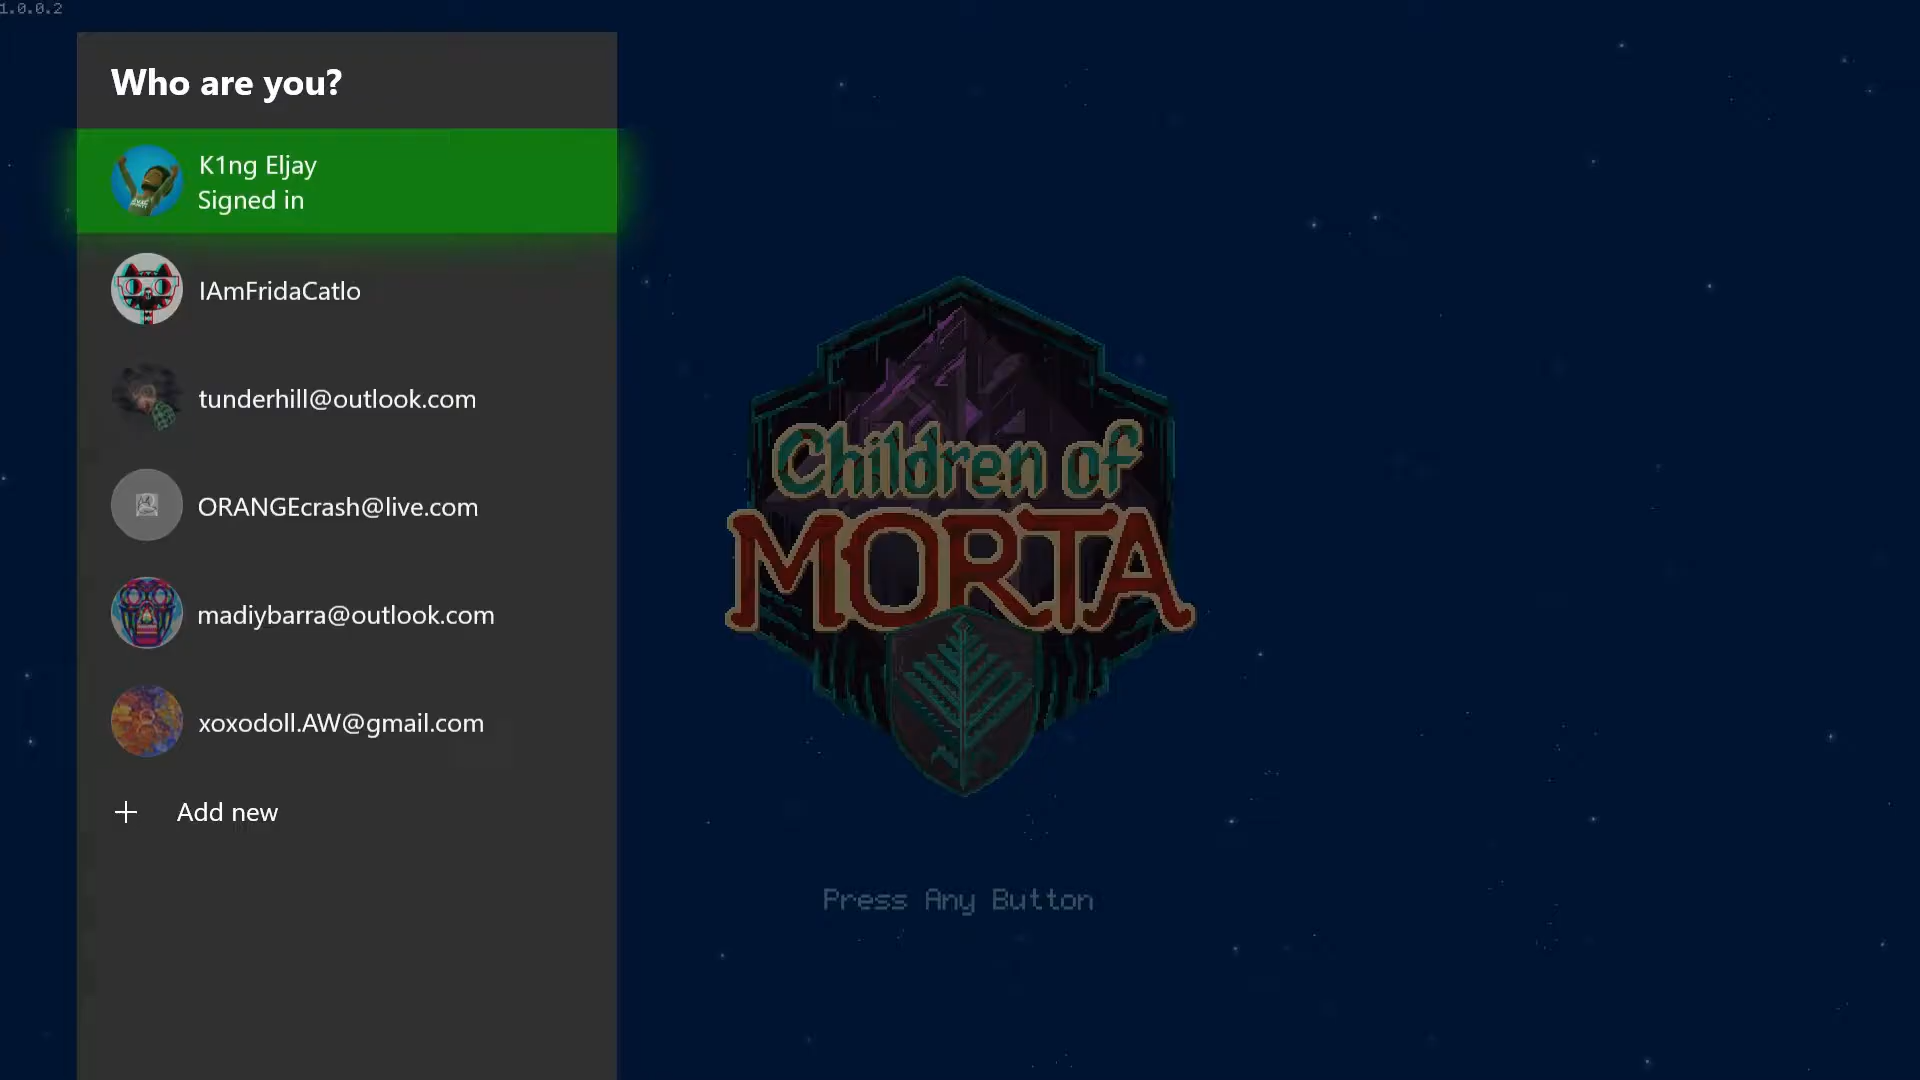 1.0.0.2
Who are you?
K1ng Eljay
Signed in
IAmFridaCatlo
tunderhill@outlook.com
ORANGEcrash@live.com
madiybarra@outlook.com
xoxodoll.AW@gmail.com
+ Add new
Children of
MORTA
Press Any Button